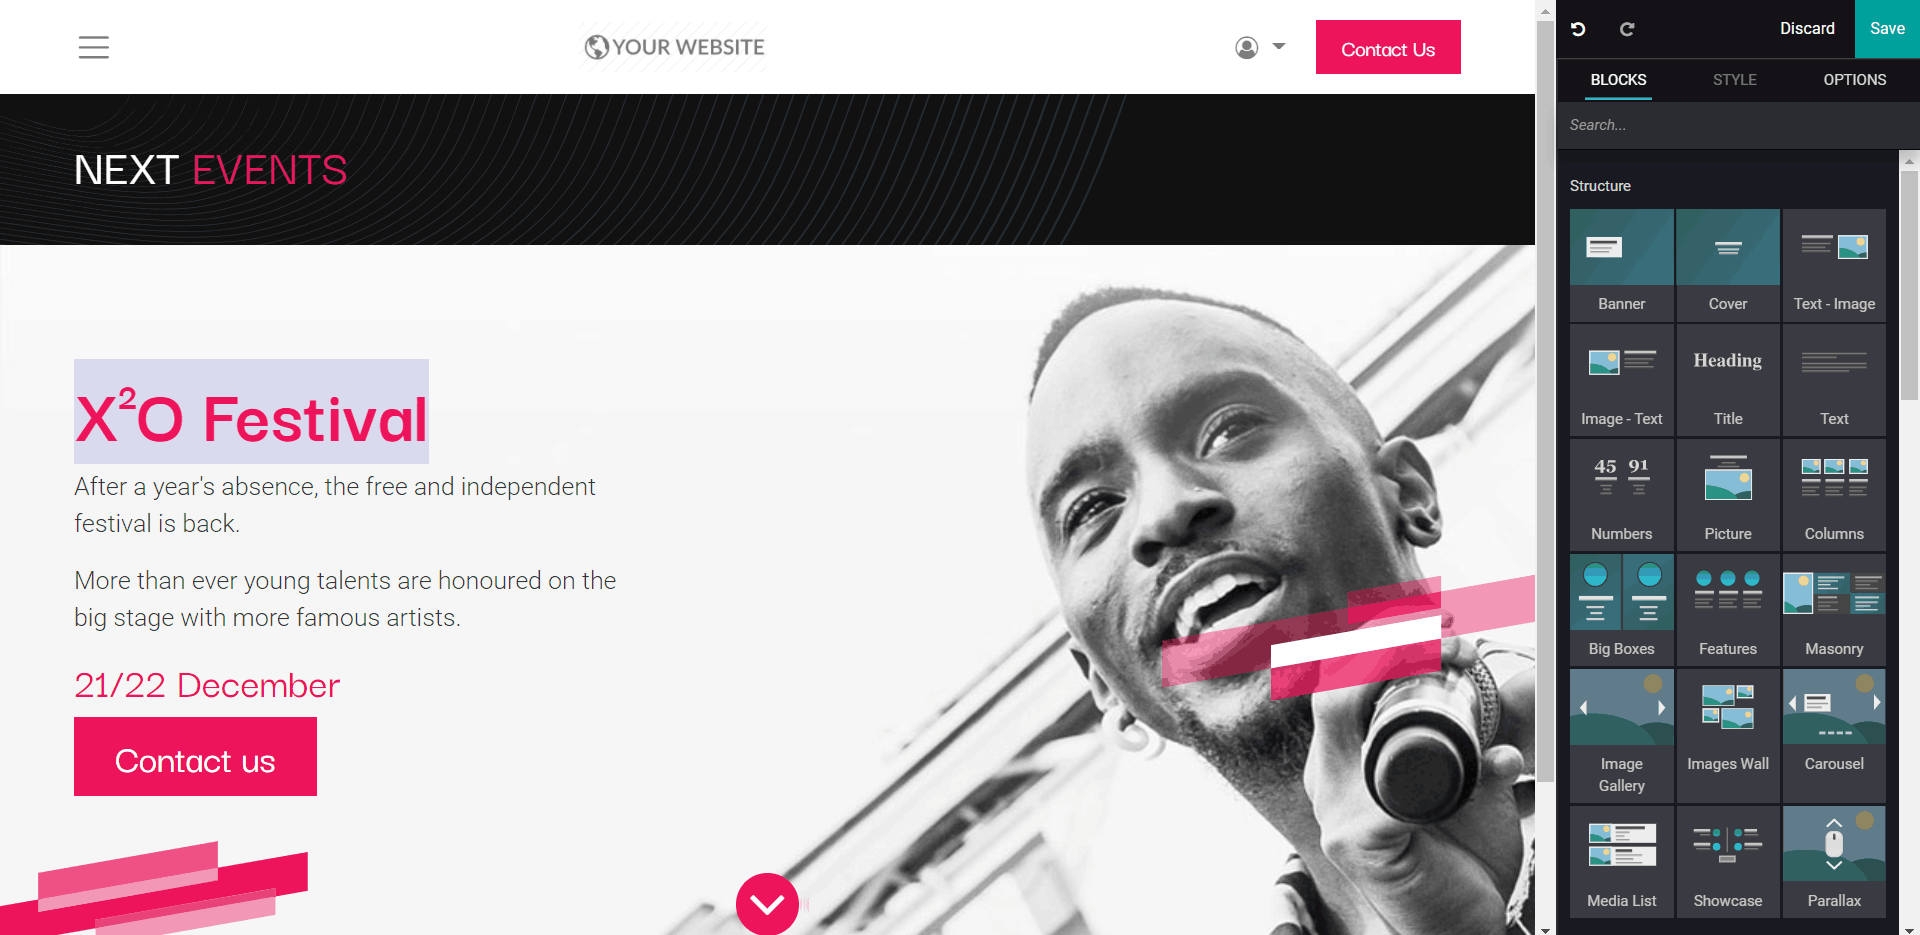 YOUR WEBSITE
Contact Us
Discard
Save
BLOCKS
STYLE
OPTIONS
Search...
NEXT EVENTS
X²O Festival
After a year's absence, the free and independent
festival is back.
More than ever young talents are honoured on the
big stage with more famous artists.
21/22 December
Contact us
Structure
Banner
Cover
Text - Image
Image - Text
Heading
Title
Text
45 91
Numbers
Picture
Columns
Big Boxes
Features
Masonry
Image
Gallery
Images Wall
Carousel
Media List
Showcase
Parallax